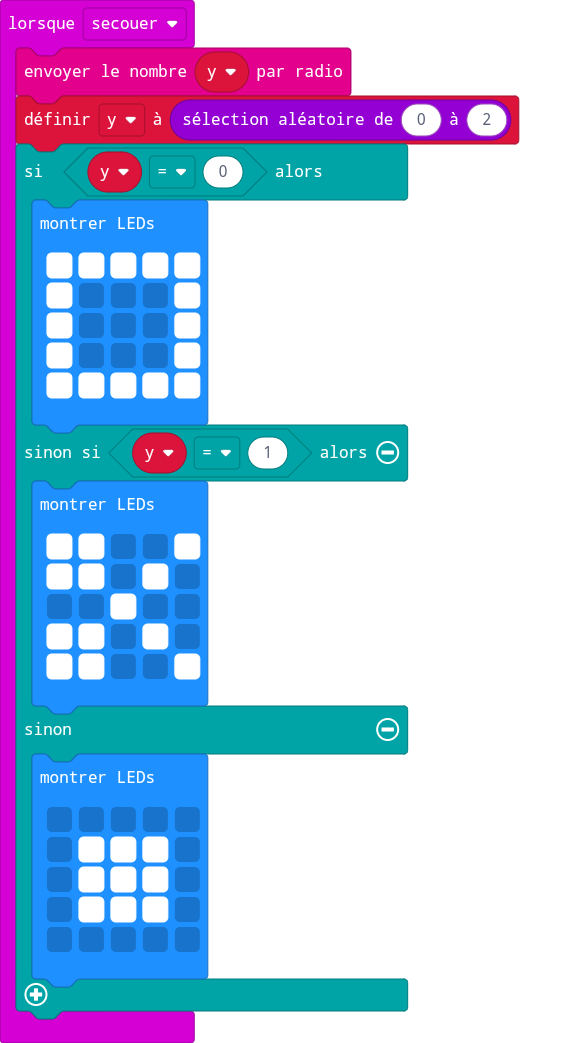 lorsque secouer
envoyer le nombre y par radio
définir y à sélection aléatoire de 0 à 2
si y = 0 alors
montrer LEDs
sinon si y = 1 alors
montrer LEDs
sinon
montrer LEDs